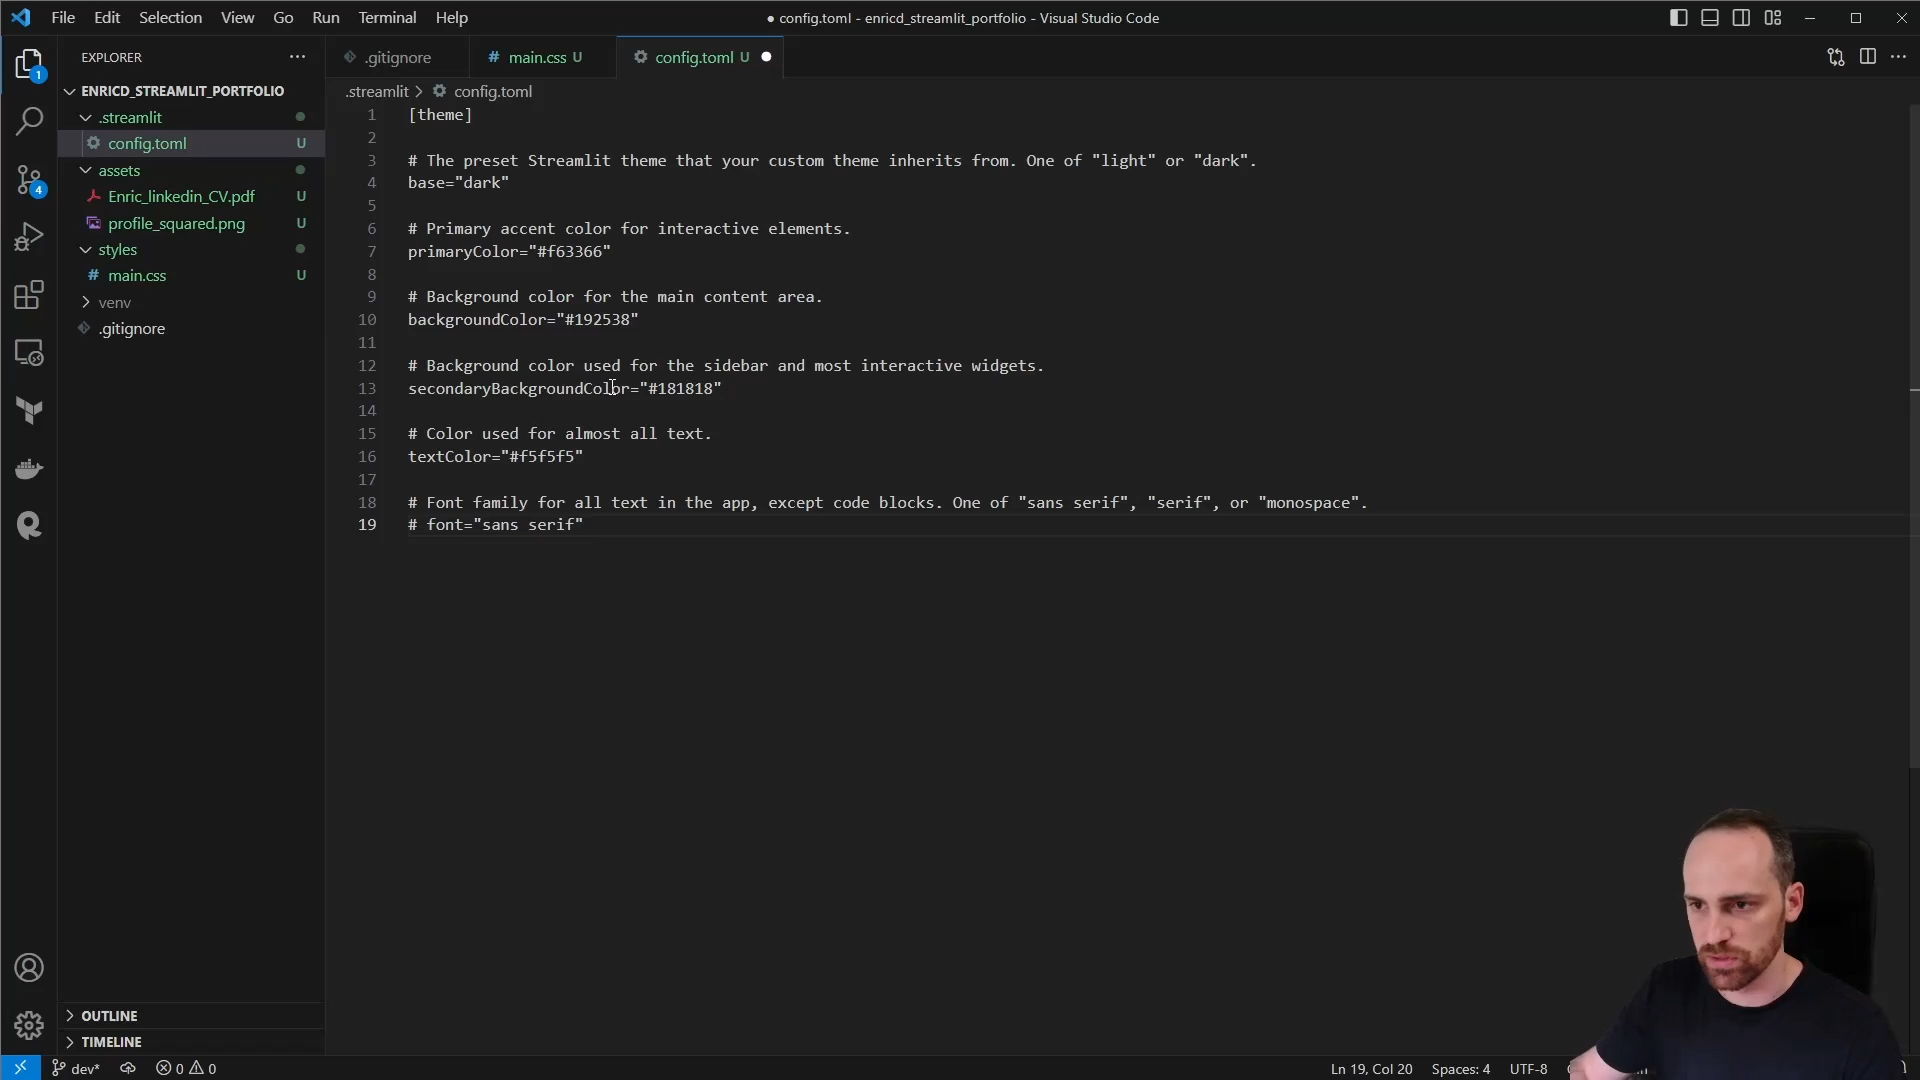 File Edit Selection View Go Run Terminal Help
● config.toml - enricd_streamlit_portfolio - Visual Studio Code
EXPLORER
ENRICD_STREAMLIT_PORTFOLIO
.streamlit
config.toml U
assets
Enric_linkedin_CV.pdf U
profile_squared.png U
styles
main.css U
venv
.gitignore
OUTLINE
TIMELINE
1
4
.gitignore
main.css U
config.toml U
.streamlit > config.toml
1 [theme]
2
3 # The preset Streamlit theme that your custom theme inherits from. One of "light" or "dark".
4 base="dark"
5
6 # Primary accent color for interactive elements.
7 primaryColor="#f63366"
8
9 # Background color for the main content area.
10 backgroundColor="#192538"
11
12 # Background color used for the sidebar and most interactive widgets.
13 secondaryBackgroundColor="#181818"
14
15 # Color used for almost all text.
16 textColor="#f5f5f5"
17
18 # Font family for all text in the app, except code blocks. One of "sans serif", "serif", or "monospace".
19 # font="sans serif"
dev* 0 0
Ln 19, Col 20 Spaces: 4 UTF-8